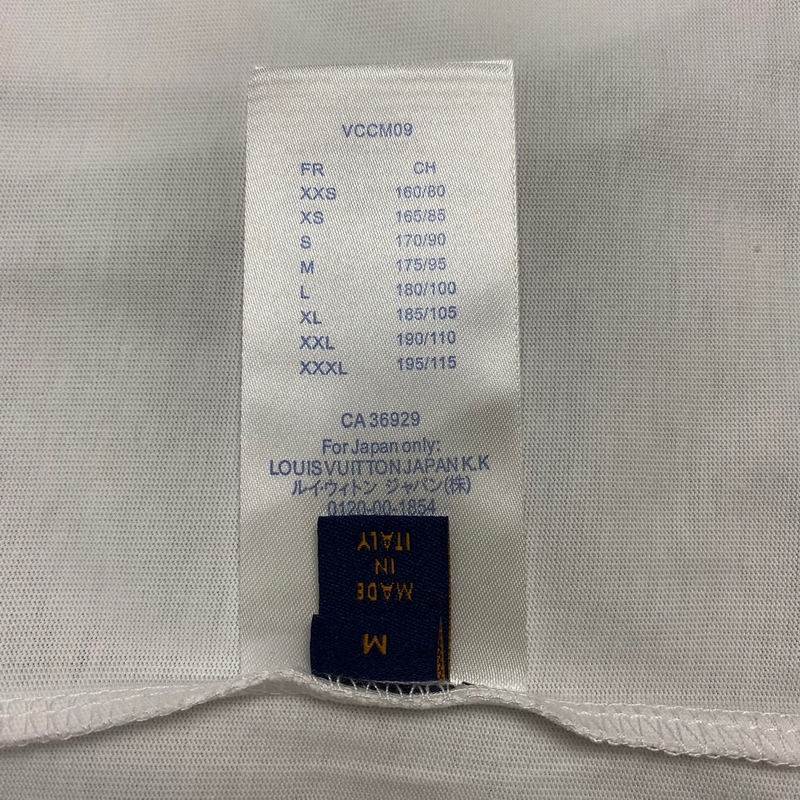 VCCM09
FR CH
XXS 160/80
XS 165/85
S 170/90
M 175/95
L 180/100
XL 185/105
XXL 190/110
XXXL 195/115
CA 36929
For Japan only:
LOUIS VUITTON JAPAN K.K
ルイ・ウィトン ジャパン(株)
0120-00-1854
MADE
IN
ITALY
M